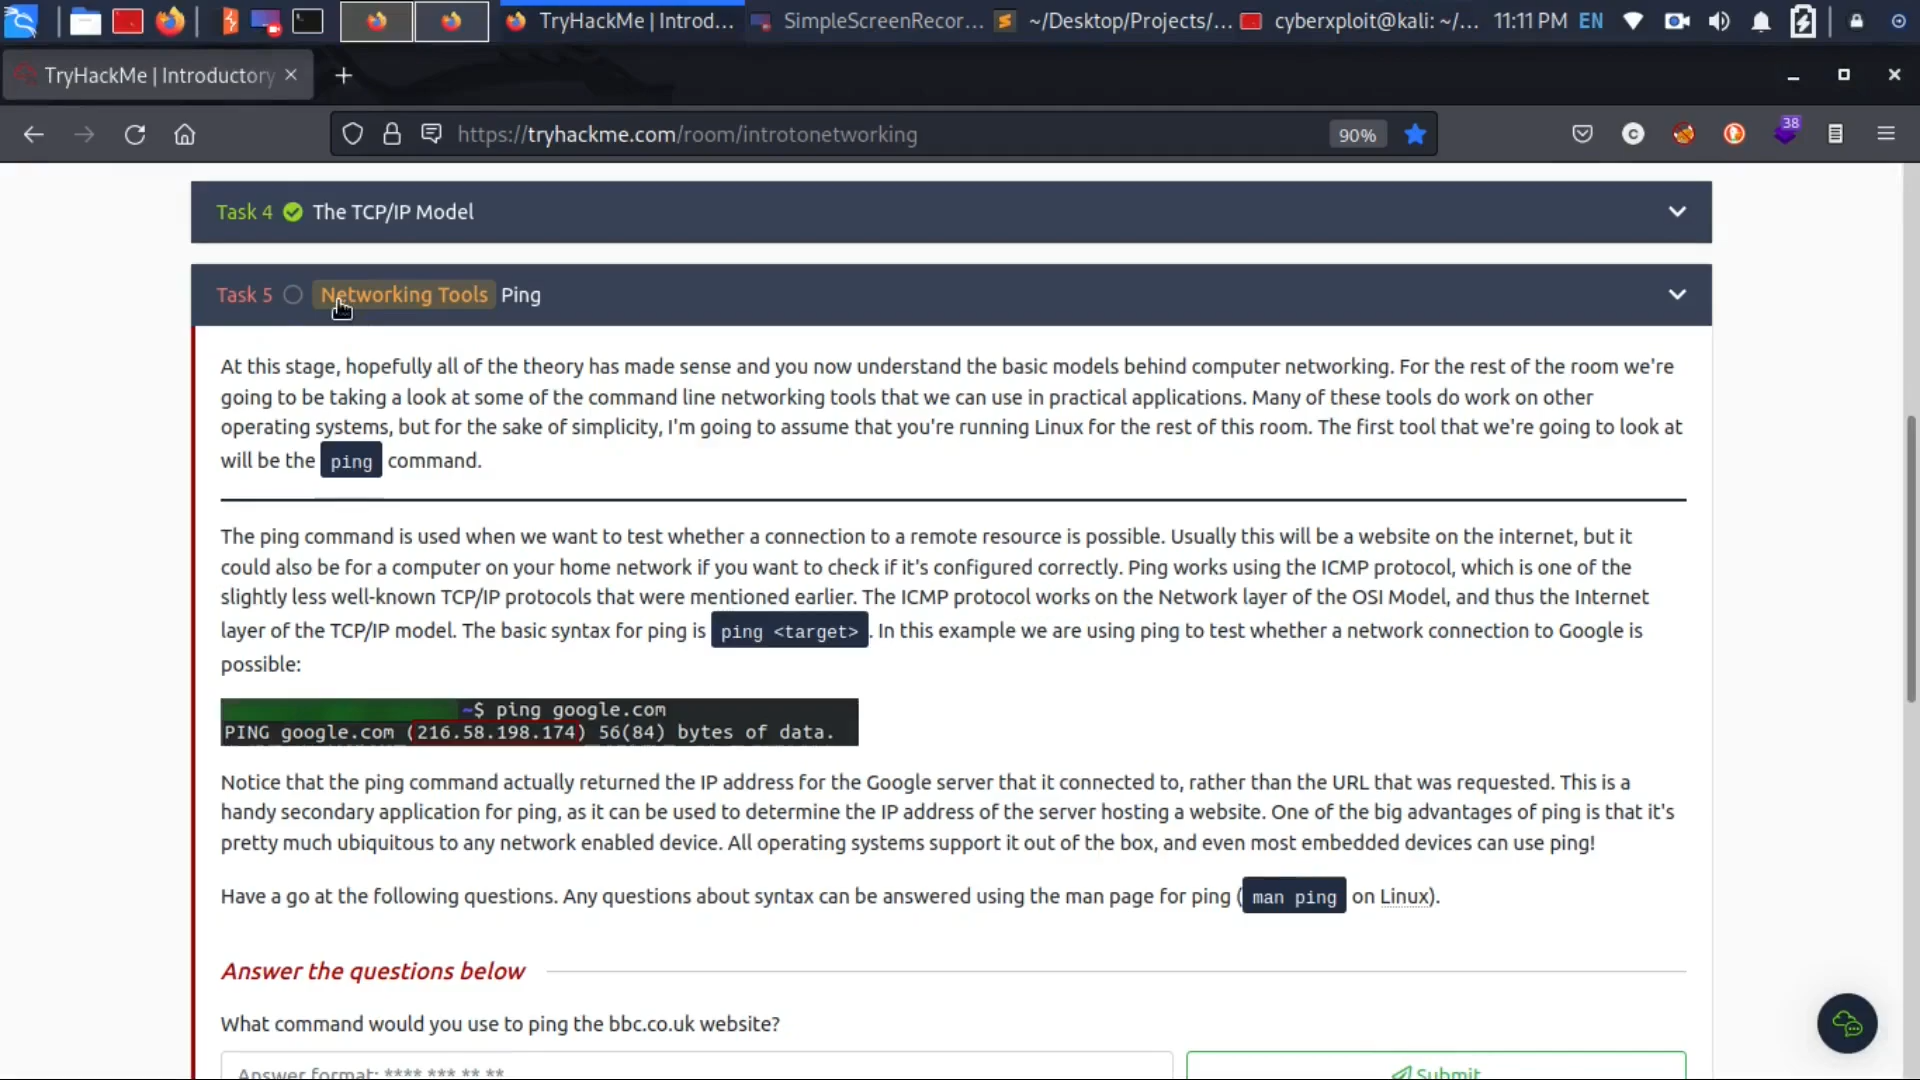 TryHackMe | Introd...
SimpleScreenRecor...
~/Desktop/Projects/...
cyberxploit@kali: ~/...
11:11 PM
EN
TryHackMe | Introductory
https://tryhackme.com/room/introtonetworking
90%
C
38
Task 4 The TCP/IP Model
Task 5 Networking Tools Ping
At this stage, hopefully all of the theory has made sense and you now understand the basic models behind computer networking. For the rest of the room we're
going to be taking a look at some of the command line networking tools that we can use in practical applications. Many of these tools do work on other
operating systems, but for the sake of simplicity, I'm going to assume that you're running Linux for the rest of this room. The first tool that we're going to look at
will be the ping command.
The ping command is used when we want to test whether a connection to a remote resource is possible. Usually this will be a website on the internet, but it
could also be for a computer on your home network if you want to check if it's configured correctly. Ping works using the ICMP protocol, which is one of the
slightly less well-known TCP/IP protocols that were mentioned earlier. The ICMP protocol works on the Network layer of the OSI Model, and thus the Internet
layer of the TCP/IP model. The basic syntax for ping is ping <target>. In this example we are using ping to test whether a network connection to Google is
possible:
~$ ping google.com
PING google.com (216.58.198.174) 56(84) bytes of data.
Notice that the ping command actually returned the IP address for the Google server that it connected to, rather than the URL that was requested. This is a
handy secondary application for ping, as it can be used to determine the IP address of the server hosting a website. One of the big advantages of ping is that it's
pretty much ubiquitous to any network enabled device. All operating systems support it out of the box, and even most embedded devices can use ping!
Have a go at the following questions. Any questions about syntax can be answered using the man page for ping (man ping on Linux).
Answer the questions below
What command would you use to ping the bbc.co.uk website?
Answer format: **** *** ** **
Submit